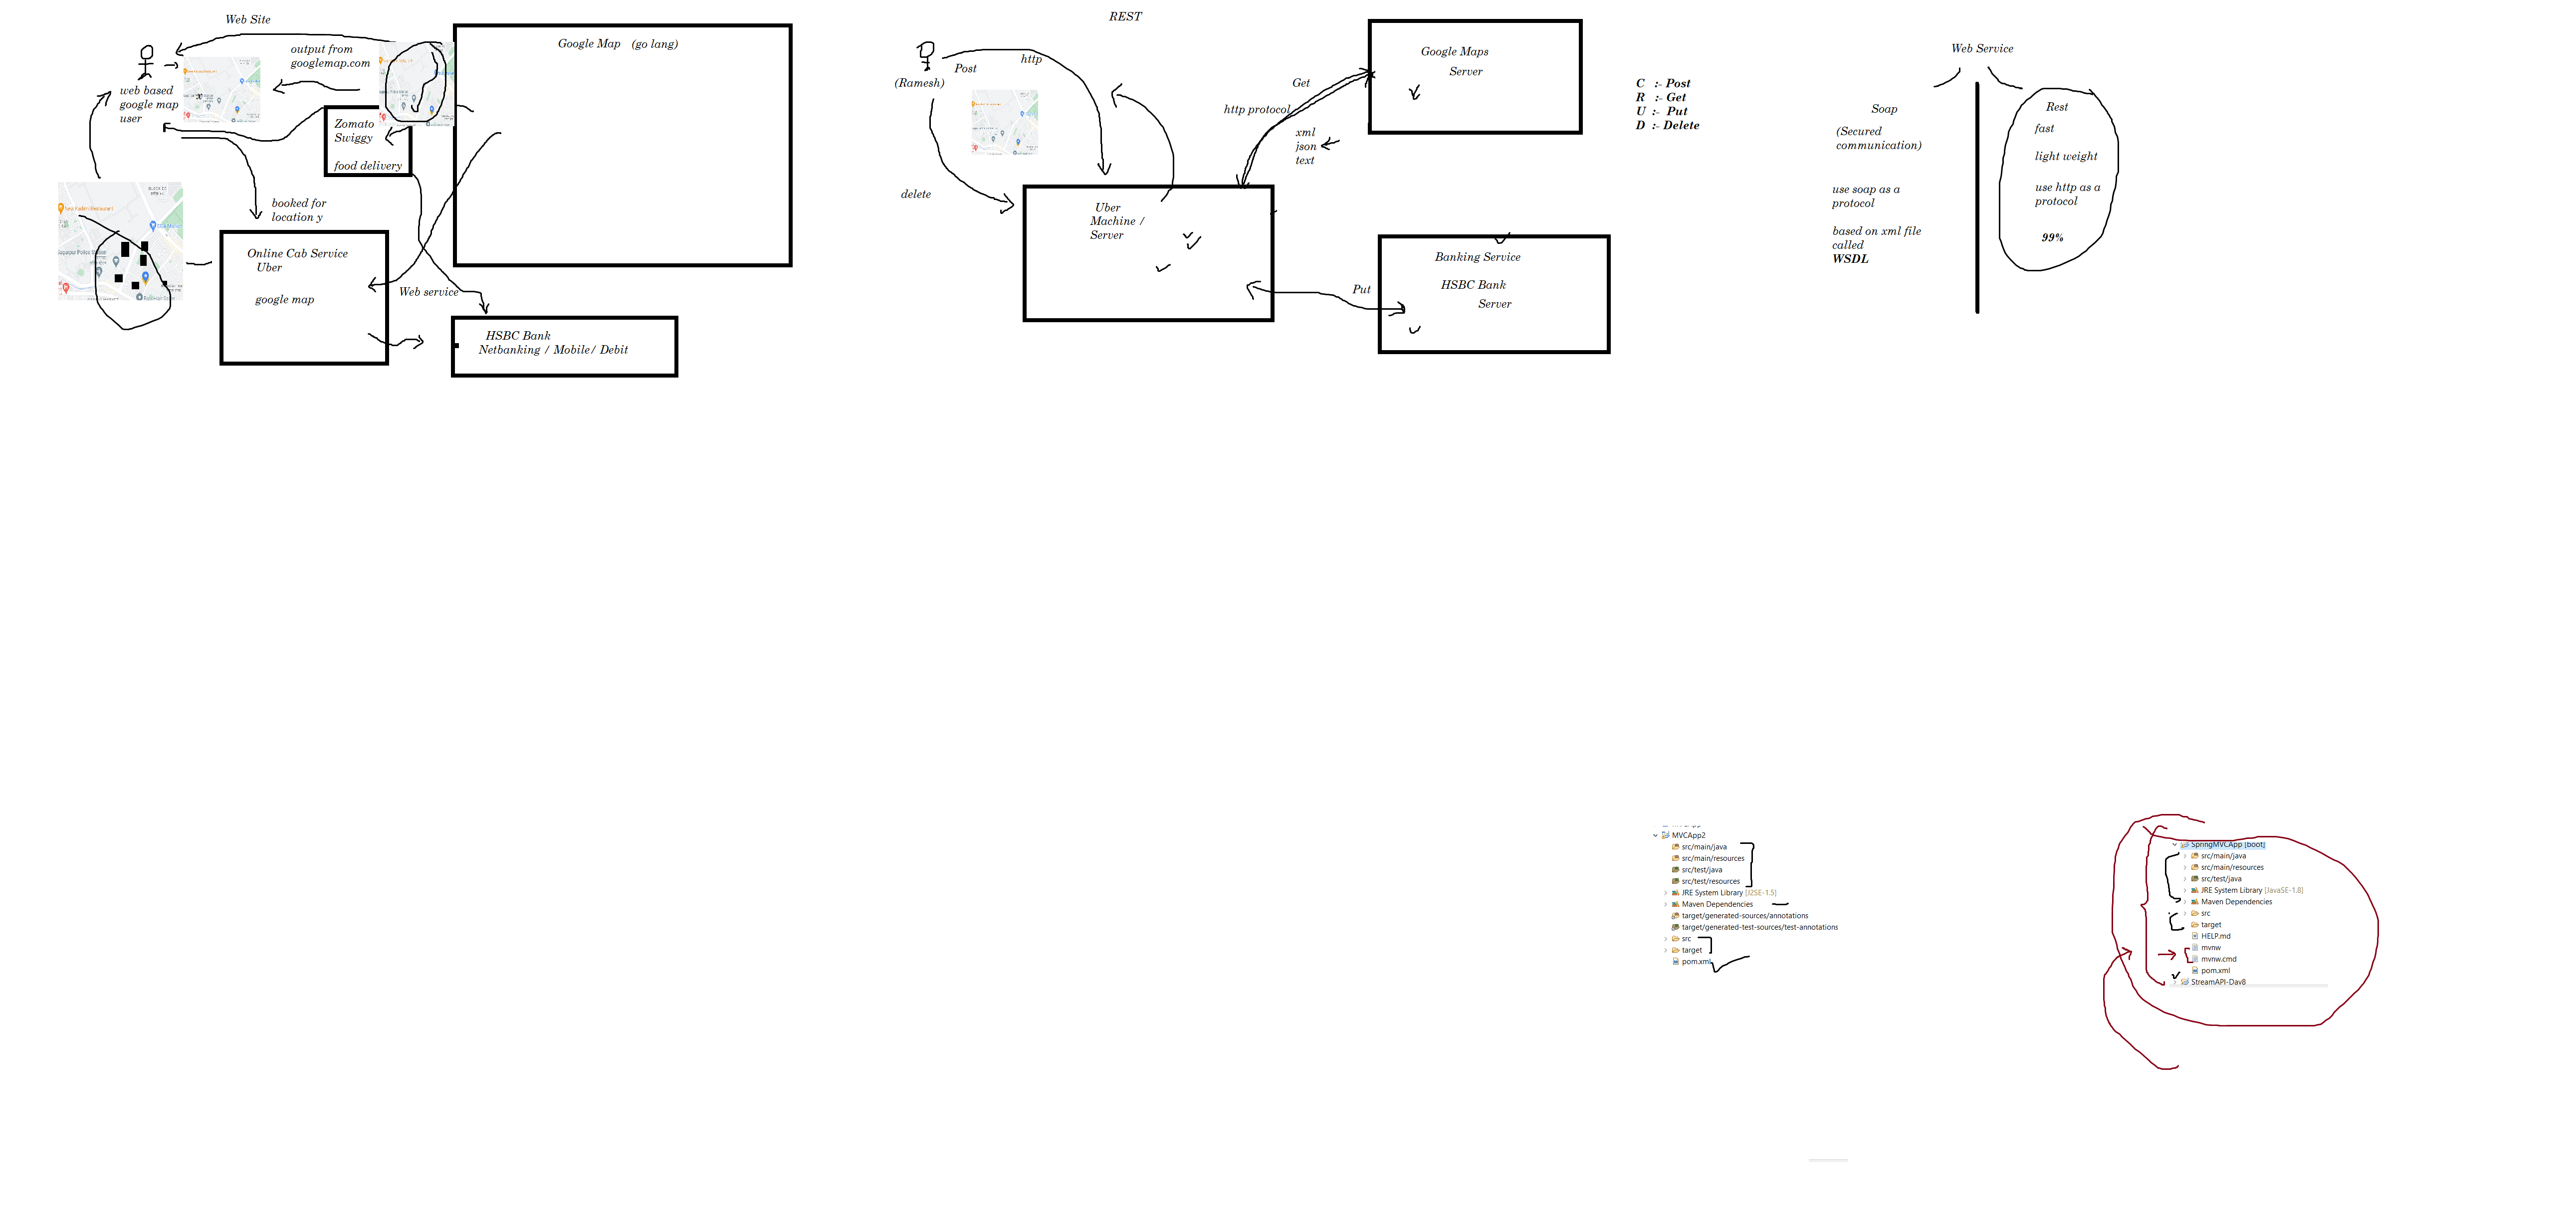 Web Site
output from
googlemap.com
web based
google map
user
x
Google Map (go lang)
Zomato
Swiggy
food delivery
booked for
location y
Online Cab Service
Uber
google map
Web service
HSBC Bank
Netbanking / Mobile/ Debit
REST
(Ramesh)
Post
http
delete
Uber
Machine /
Server
Get
http protocol
xml
json
text
Google Maps
Server
Put
Banking Service
HSBC Bank
Server
C :- Post
R :- Get
U :- Put
D :- Delete
Web Service
Soap
(Secured
communication)
use soap as a
protocol
based on xml file
called
WSDL
Rest
fast
light weight
use http as a
protocol
99%
MVCApp2
src/main/java
src/main/resources
src/test/java
src/test/resources
JRE System Library [J2SE-1.5]
Maven Dependencies
target/generated-sources/annotations
target/generated-test-sources/test-annotations
src
target
pom.xml
SpringMVCApp [boot]
src/main/java
src/main/resources
src/test/java
JRE System Library [JavaSE-1.8]
Maven Dependencies
src
target
HELP.md
mvnw
mvnw.cmd
pom.xml
StreamAPI-Day8